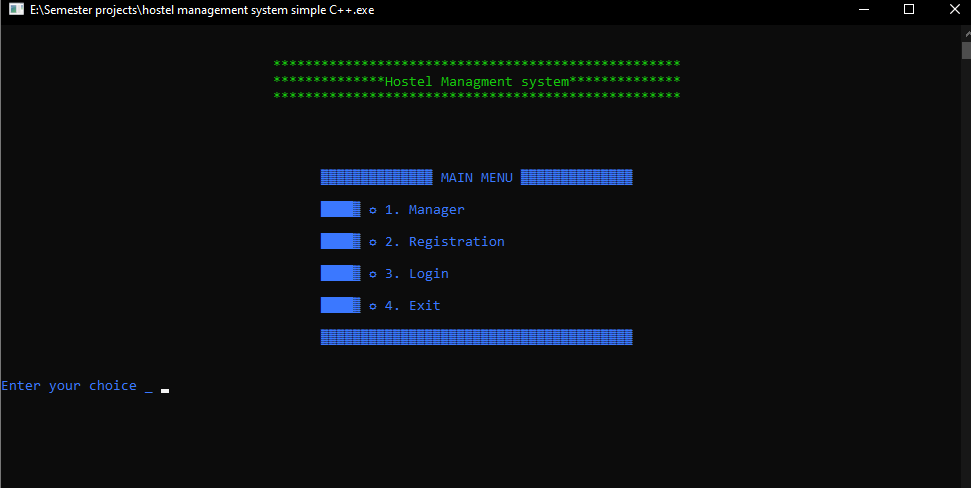 E:\Semester projects\hostel management system simple C++.exe
***************************************************
**************Hostel Managment system**************
***************************************************
▓▓▓▓▓▓▓▓▓▓▓▓▓▓ MAIN MENU ▓▓▓▓▓▓▓▓▓▓▓▓▓▓
████▓ ¤ 1. Manager
████▓ ¤ 2. Registration
████▓ ¤ 3. Login
████▓ ¤ 4. Exit
▓▓▓▓▓▓▓▓▓▓▓▓▓▓▓▓▓▓▓▓▓▓▓▓▓▓▓▓▓▓▓▓▓▓▓▓▓▓▓
Enter your choice _